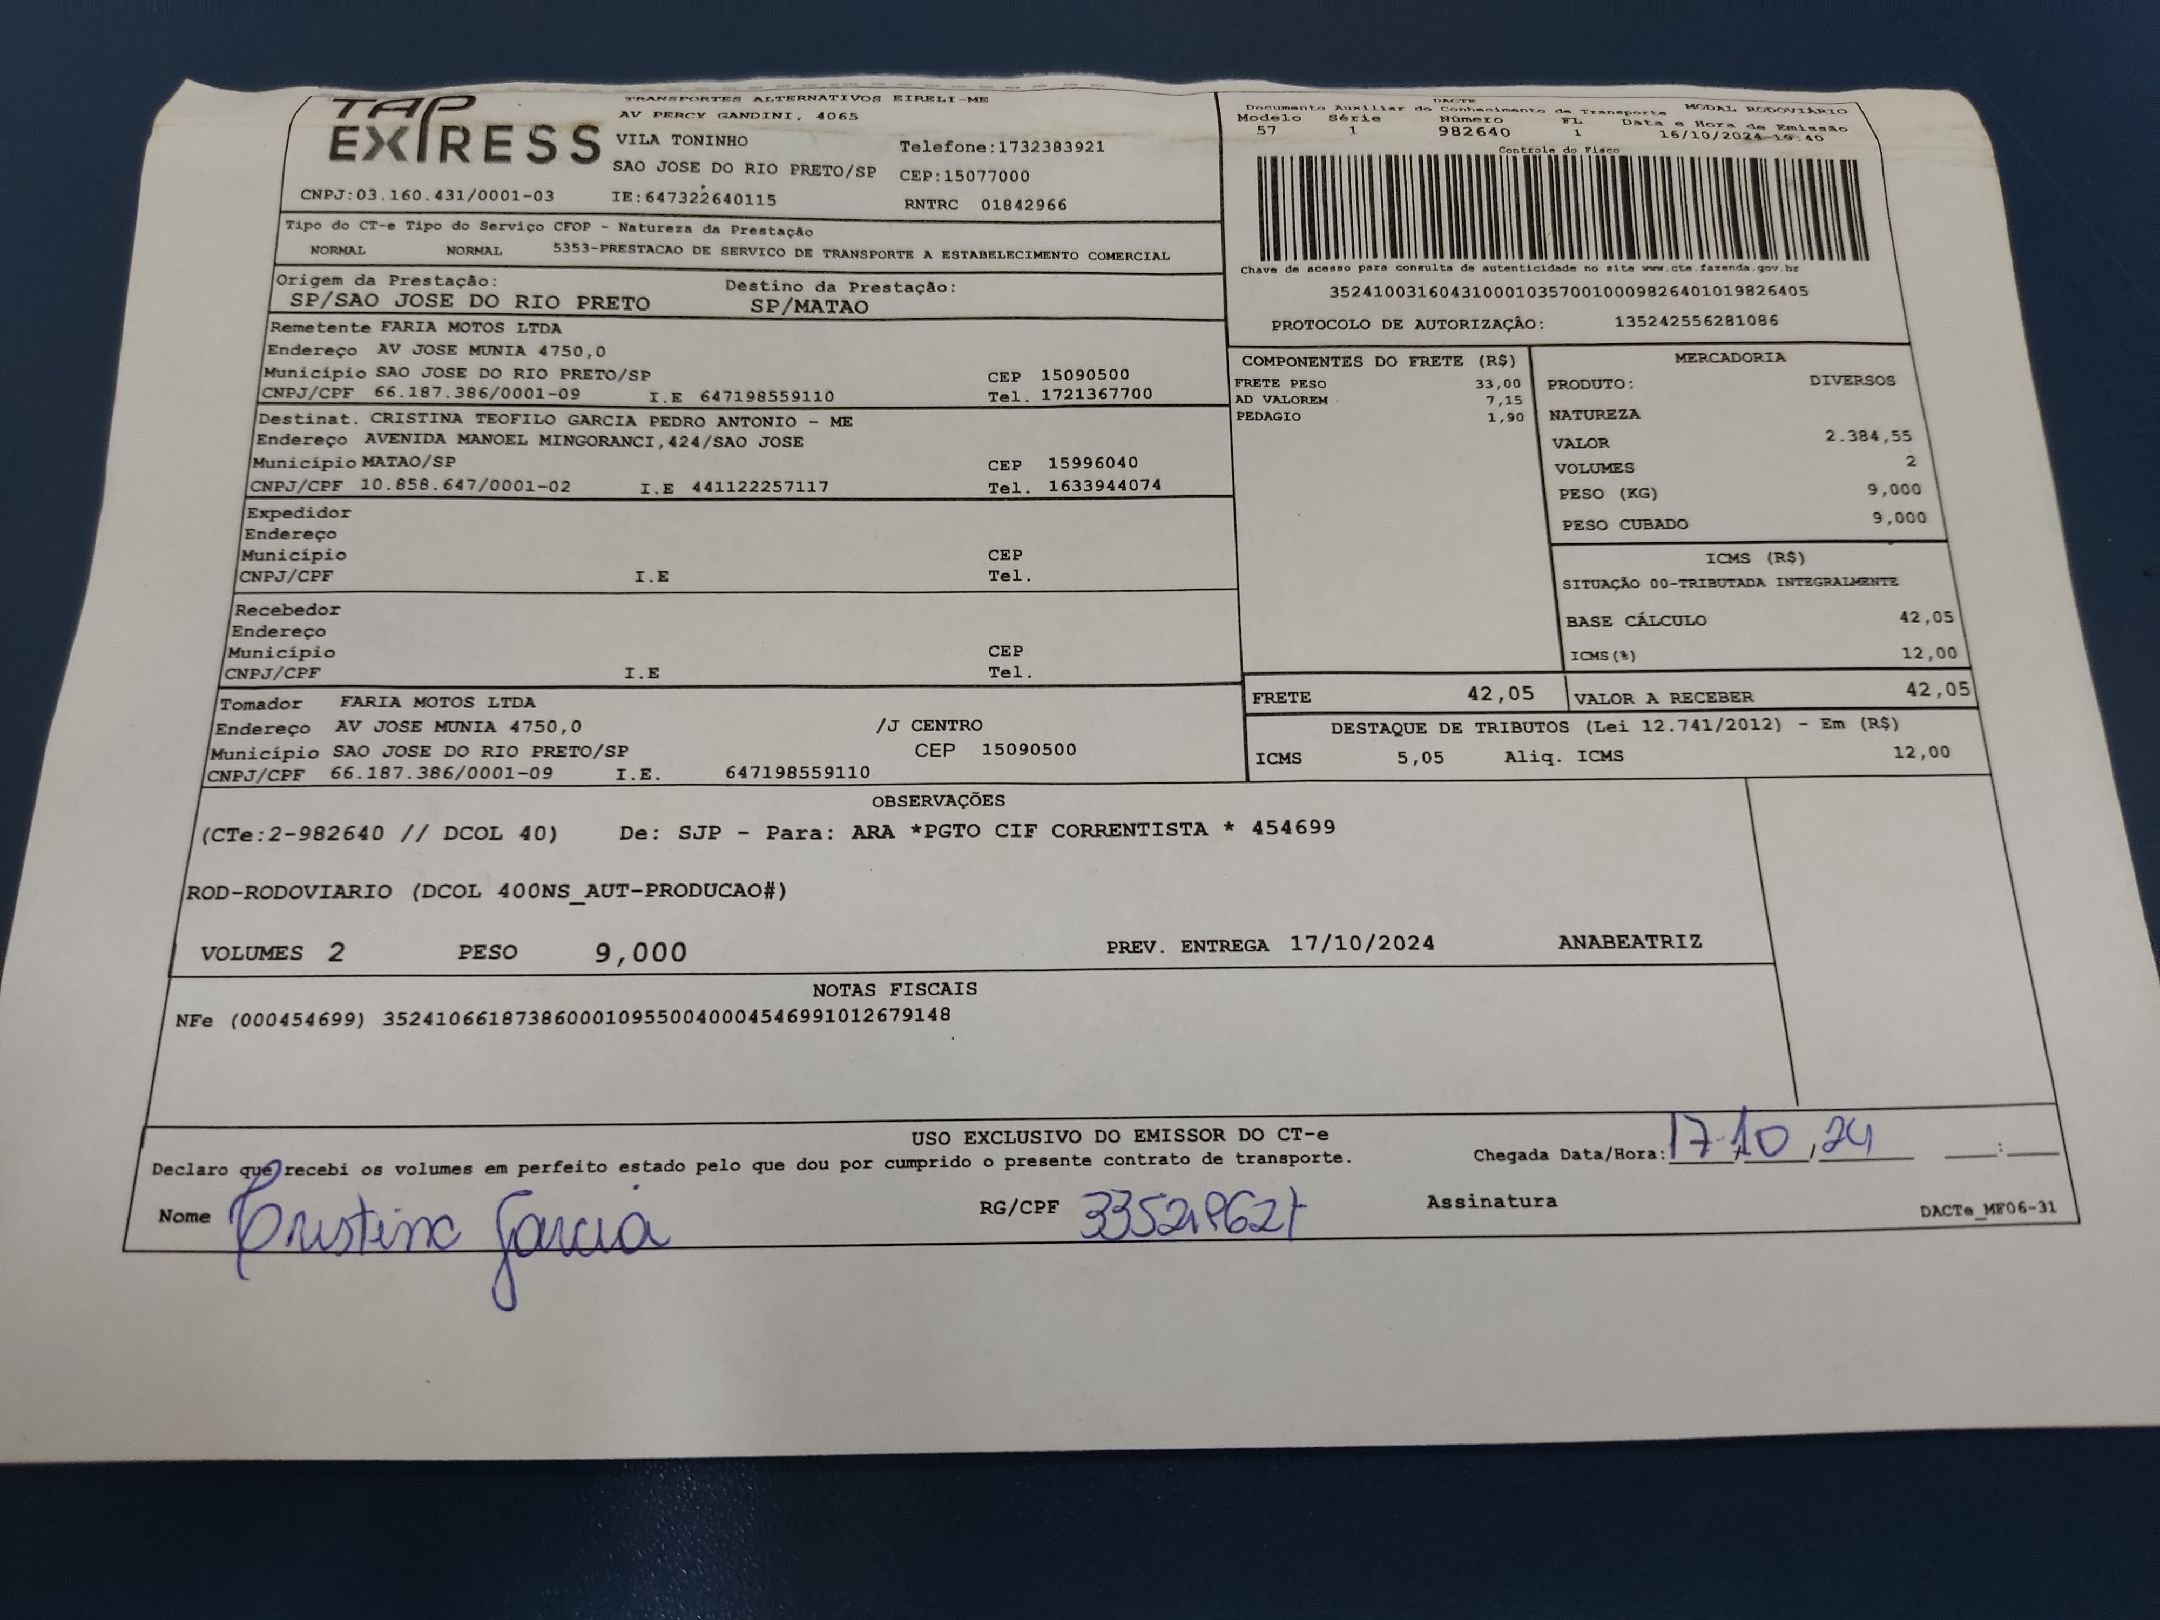 TAP
EXPRESS
TRANSPORTES ALTERNATIVOS EIRELI-ME
AV PERCY GANDINI, 4065
VILA TONINHO
Telefone:1732383921
SAO JOSE DO RIO PRETO/SP
CEP:15077000
CNPJ:03.160.431/0001-03
IE:647322640115
RNTRC 01842966
Tipo do CT-e Tipo do Serviço CFOP - Natureza da Prestação
NORMAL NORMAL 5353-PRESTACAO DE SERVICO DE TRANSPORTE A ESTABELECIMENTO COMERCIAL
Origem da Prestação: Destino da Prestação:
SP/SAO JOSE DO RIO PRETO SP/MATAO
Remetente FARIA MOTOS LTDA
Endereço AV JOSE MUNIA 4750,0
Município SAO JOSE DO RIO PRETO/SP CEP 15090500
CNPJ/CPF 66.187.386/0001-09 I.E 647198559110 Tel. 1721367700
Destinat. CRISTINA TEOFILO GARCIA PEDRO ANTONIO - ME
Endereço AVENIDA MANOEL MINGORANCI,424/SAO JOSE
Município MATAO/SP CEP 15996040
CNPJ/CPF 10.858.647/0001-02 I.E 441122257117 Tel. 1633944074
Expedidor
Endereço
Município CEP
CNPJ/CPF I.E Tel.
Recebedor
Endereço
Município CEP
CNPJ/CPF I.E Tel.
Tomador FARIA MOTOS LTDA
Endereço AV JOSE MUNIA 4750,0 /J CENTRO
Município SAO JOSE DO RIO PRETO/SP CEP 15090500
CNPJ/CPF 66.187.386/0001-09 I.E. 647198559110
DACTE
Documento Auxiliar do Conhecimento de Transporte MODAL RODOVIÁRIO
Modelo Série Número FL Data e Hora de Emissão
57 1 982640 1 16/10/2024
Controle do Fisco
Chave de acesso para consulta de autenticidade no site www.cte.fazenda.gov.br
35241003160431000103570010009826401019826405
PROTOCOLO DE AUTORIZAÇÃO: 135242556281086
COMPONENTES DO FRETE (R$)
FRETE PESO 33,00
AD VALOREM 7,15
PEDAGIO 1,90
MERCADORIA
PRODUTO: DIVERSOS
NATUREZA
VALOR 2.384,55
VOLUMES 2
PESO (KG) 9,000
PESO CUBADO 9,000
ICMS (R$)
SITUAÇÃO 00-TRIBUTADA INTEGRALMENTE
BASE CÁLCULO 42,05
ICMS(%) 12,00
FRETE 42,05 VALOR A RECEBER 42,05
DESTAQUE DE TRIBUTOS (Lei 12.741/2012) - Em (R$)
ICMS 5,05 Aliq. ICMS 12,00
OBSERVAÇÕES
(CTe:2-982640 // DCOL 40) De: SJP - Para: ARA *PGTO CIF CORRENTISTA * 454699
ROD-RODOVIARIO (DCOL 400NS_AUT-PRODUCAO#)
VOLUMES 2 PESO 9,000 PREV. ENTREGA 17/10/2024 ANABEATRIZ
NOTAS FISCAIS
NFe (000454699) 35241066187386000109550040004546991012679148
USO EXCLUSIVO DO EMISSOR DO CT-e
Declaro que recebi os volumes em perfeito estado pelo que dou por cumprido o presente contrato de transporte.
Chegada Data/Hora: 17 10 24
Nome Cristina Garcia RG/CPF Assinatura
DACTe_MF06-31